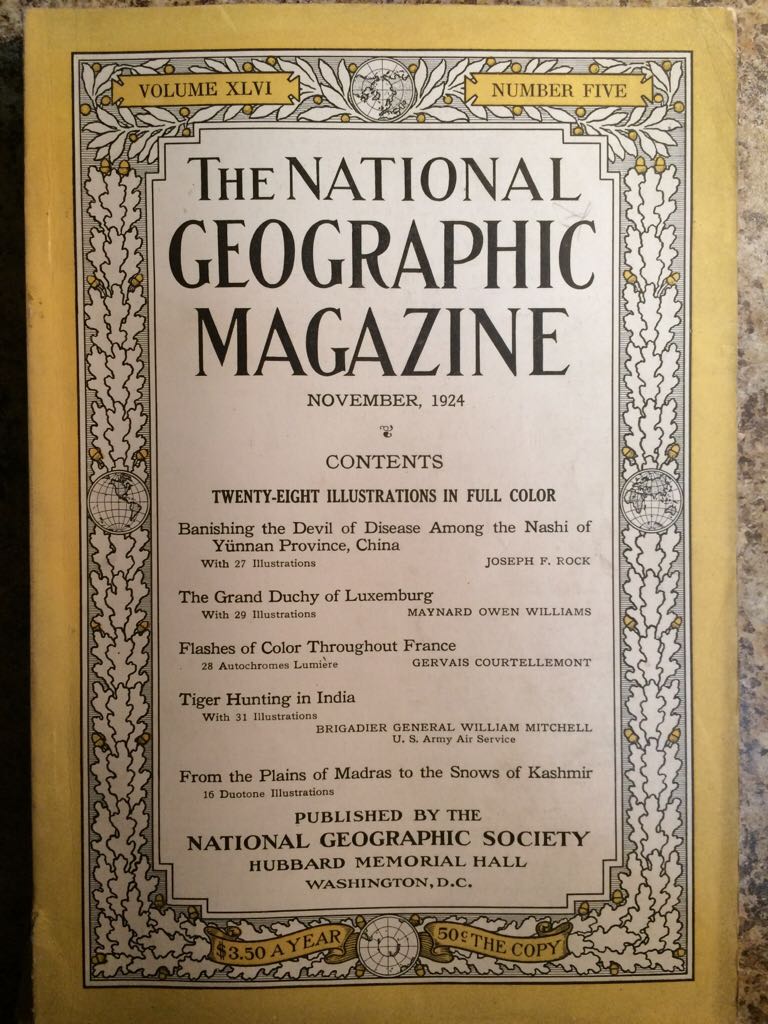 VOLUME XLVI
NUMBER FIVE
THE NATIONAL
GEOGRAPHIC
MAGAZINE
NOVEMBER, 1924
CONTENTS
TWENTY-EIGHT ILLUSTRATIONS IN FULL COLOR
Banishing the Devil of Disease Among the Nashi of
Yünnan Province, China
With 27 Illustrations JOSEPH F. ROCK
The Grand Duchy of Luxemburg
With 29 Illustrations MAYNARD OWEN WILLIAMS
Flashes of Color Throughout France
28 Autochromes Lumière GERVAIS COURTELLEMONT
Tiger Hunting in India
With 31 Illustrations
BRIGADIER GENERAL WILLIAM MITCHELL
U. S. Army Air Service
From the Plains of Madras to the Snows of Kashmir
16 Duotone Illustrations
PUBLISHED BY THE
NATIONAL GEOGRAPHIC SOCIETY
HUBBARD MEMORIAL HALL
WASHINGTON, D.C.
$3.50 A YEAR
50¢ THE COPY